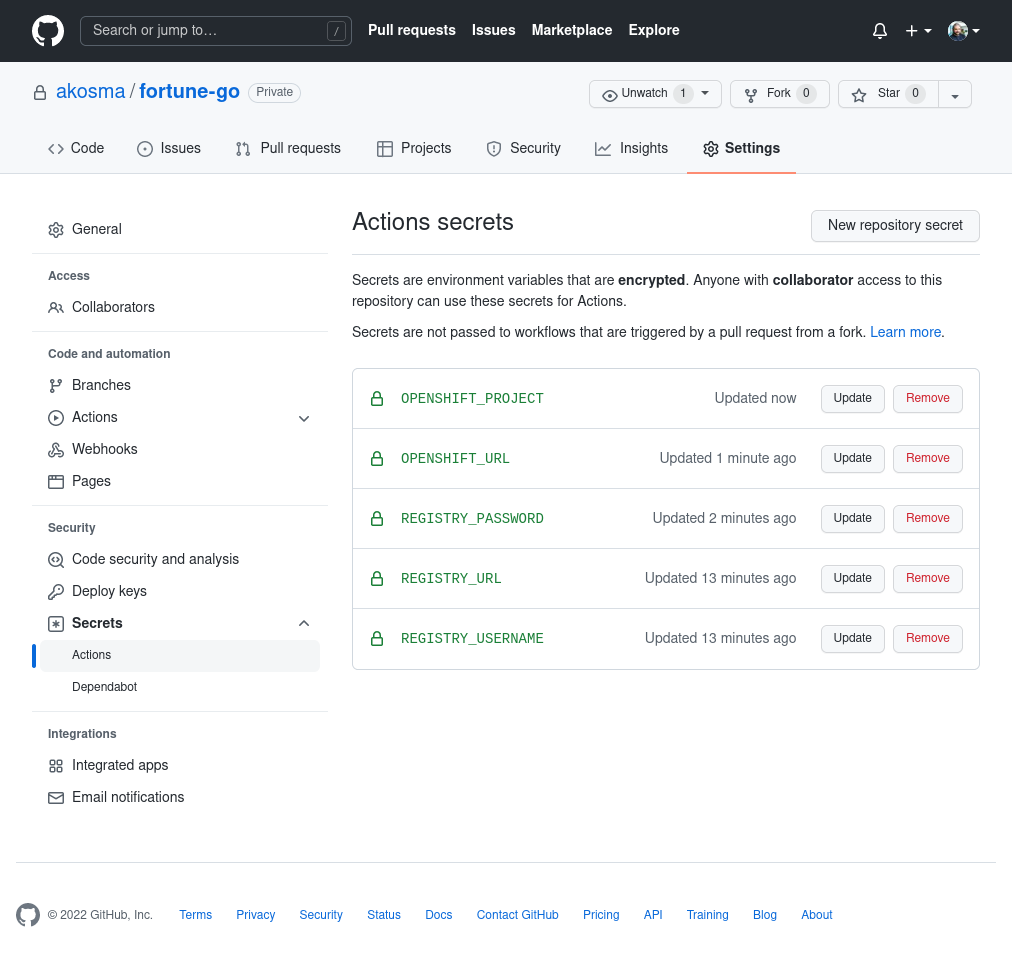 Search or jump to… / Pull requests Issues Marketplace Explore
akosma / fortune-go Private Unwatch 1 Fork 0 Star 0
Code Issues Pull requests Projects Security Insights Settings
General
Access
Collaborators
Code and automation
Branches
Actions
Webhooks
Pages
Security
Code security and analysis
Deploy keys
Secrets
Actions
Dependabot
Integrations
Integrated apps
Email notifications
Actions secrets New repository secret
Secrets are environment variables that are encrypted. Anyone with collaborator access to this
repository can use these secrets for Actions.
Secrets are not passed to workflows that are triggered by a pull request from a fork. Learn more.
OPENSHIFT_PROJECT Updated now Update Remove
OPENSHIFT_URL Updated 1 minute ago Update Remove
REGISTRY_PASSWORD Updated 2 minutes ago Update Remove
REGISTRY_URL Updated 13 minutes ago Update Remove
REGISTRY_USERNAME Updated 13 minutes ago Update Remove
© 2022 GitHub, Inc. Terms Privacy Security Status Docs Contact GitHub Pricing API Training Blog About